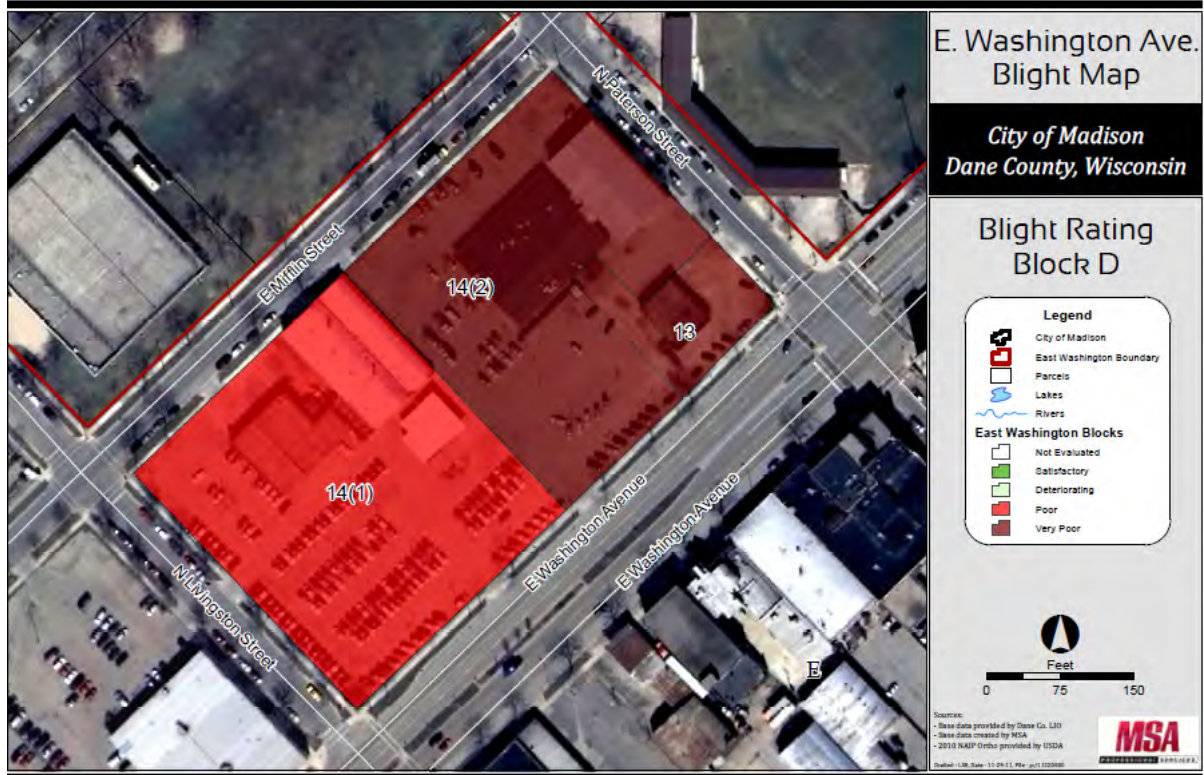 E. Washington Ave.
Blight Map
City of Madison
Dane County, Wisconsin
Blight Rating
Block D
Legend
City of Madison
East Washington Boundary
Parcels
Lakes
Rivers
East Washington Blocks
Not Evaluated
Satisfactory
Deteriorating
Poor
Very Poor
Feet
0 75 150
Sources:
- Base data provided by Dane Co. LIO
- Base data created by MSA
- 2010 NAIP Ortho provided by USDA
MSA
PROFESSIONAL SERVICES
N Paterson Street
E Mifflin Street
14(2)
13
14(1)
E Washington Avenue
E Washington Avenue
N Livingston Street
E